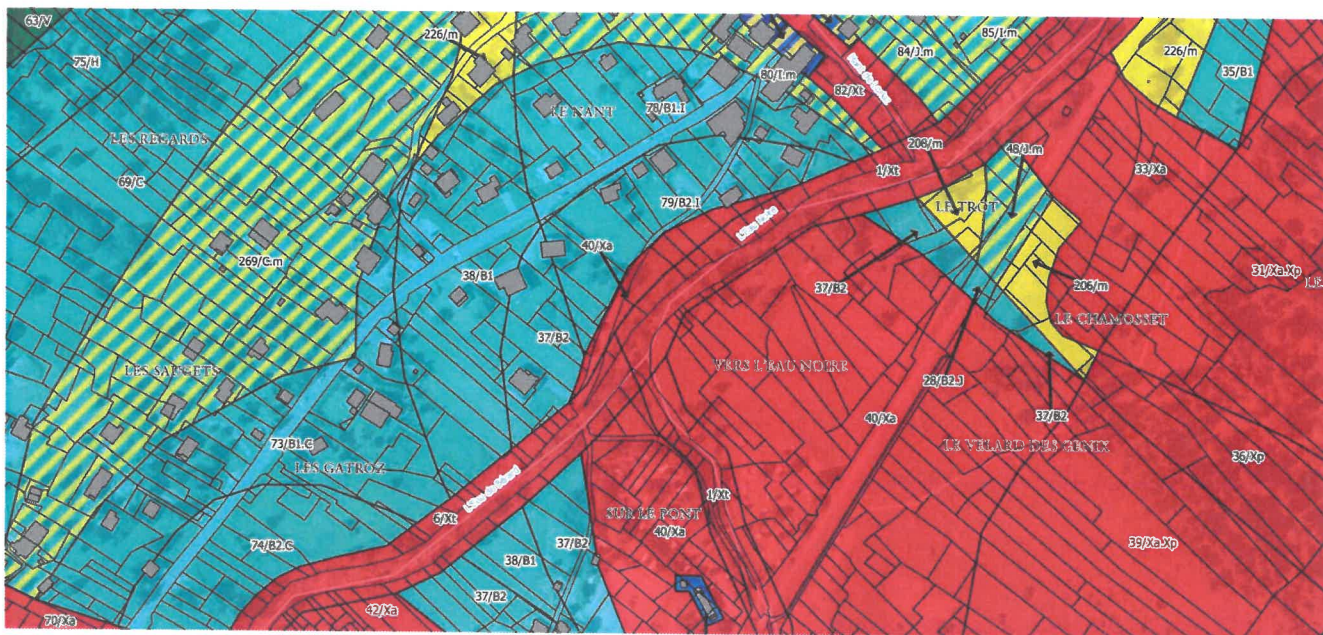 63/V
75/H
226/m
84/J.m
85/I.m
226/m
35/B1
80/I.m
82/Xt
LE NANT
78/B1.I
LES REGARDS
69/C
208/m
48/J.m
1/Xt
33/Xa
79/B2.I
LE TROT
L'Eau Noire
40/Xa
269/C.m
38/B1
37/B2
206/m
31/Xa.Xp
LE
LE CHAMOSSET
37/B2
VERS L'EAU NOIRE
28/B2.J
37/B2
40/Xa
73/B1.C
LES GATROZ
LE VELARD DES GENIX
36/Xp
6/Xt
1/Xt
SUR LE PONT
40/Xa
74/B2.C
38/B1
37/B2
39/Xa.Xp
37/B2
42/Xa
70/Xa